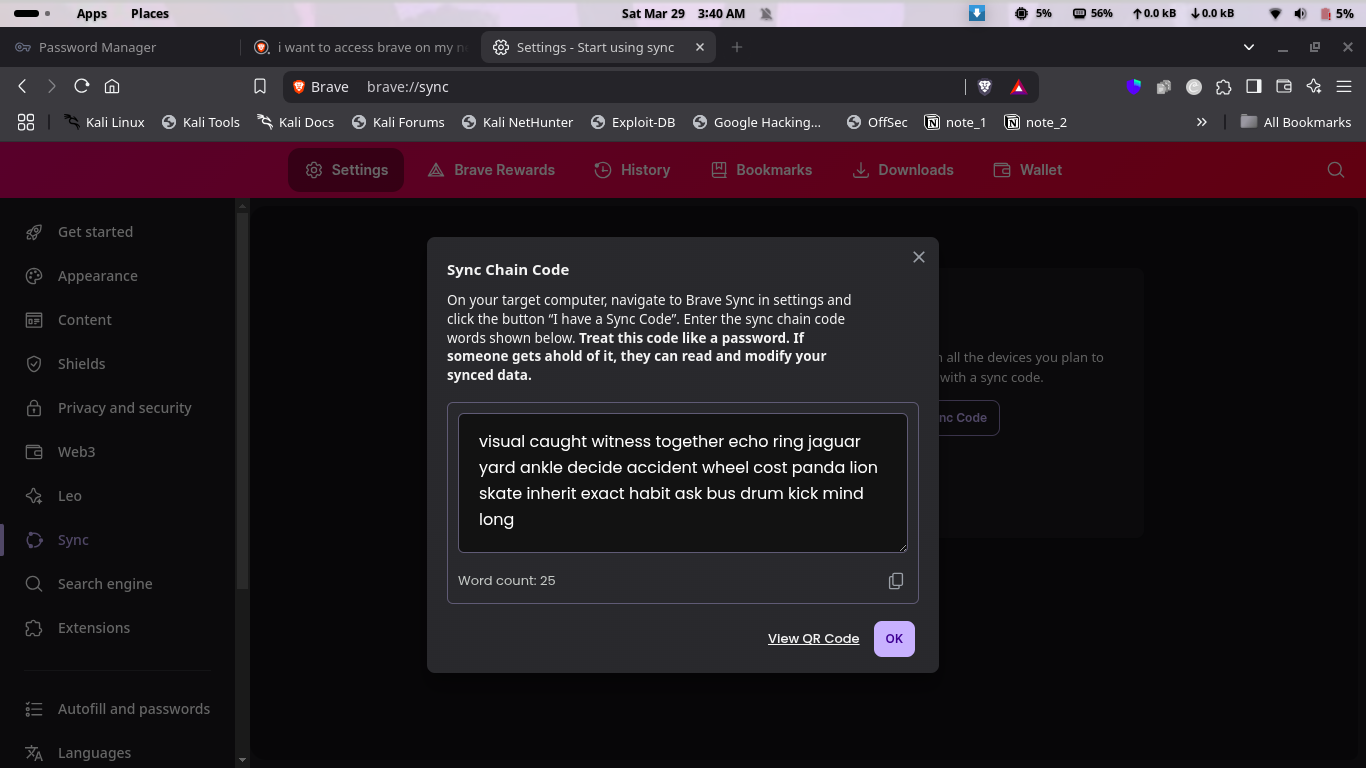 Apps Places Sat Mar 29 3:40 AM 5% 56% 0.0 kB 0.0 kB 5%
Password Manager i want to access brave on my n Settings - Start using sync
Brave brave://sync
Kali Linux Kali Tools Kali Docs Kali Forums Kali NetHunter Exploit-DB Google Hacking... OffSec note_1 note_2 » All Bookmarks
Settings Brave Rewards History Bookmarks Downloads Wallet
Get started
Appearance
Content
Shields
Privacy and security
Web3
Leo
Sync
Search engine
Extensions
Autofill and passwords
Languages
Sync Chain Code
On your target computer, navigate to Brave Sync in settings and
click the button “I have a Sync Code”. Enter the sync chain code
words shown below. Treat this code like a password. If
someone gets ahold of it, they can read and modify your
synced data.
visual caught witness together echo ring jaguar
yard ankle decide accident wheel cost panda lion
skate inherit exact habit ask bus drum kick mind
long
Word count: 25
View QR Code OK
all the devices you plan to
with a sync code.
Code